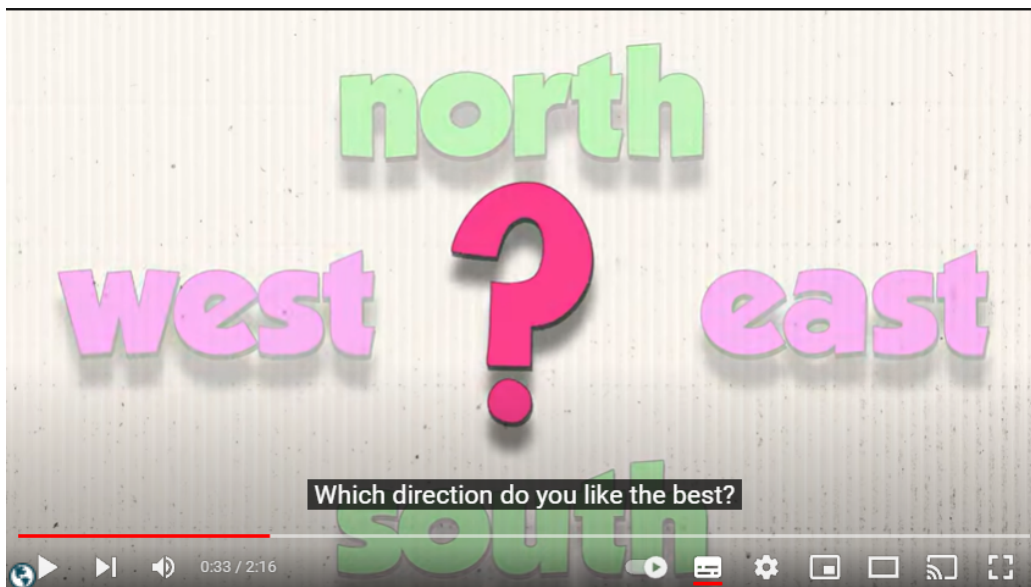 north
?
west east
Which direction do you like the best?
south
0:33 / 2:16